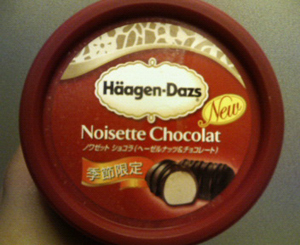 Häagen-Dazs
New
Noisette Chocolat
ノワゼット ショコラ(ヘーゼルナッツ&チョコレート)
季節限定